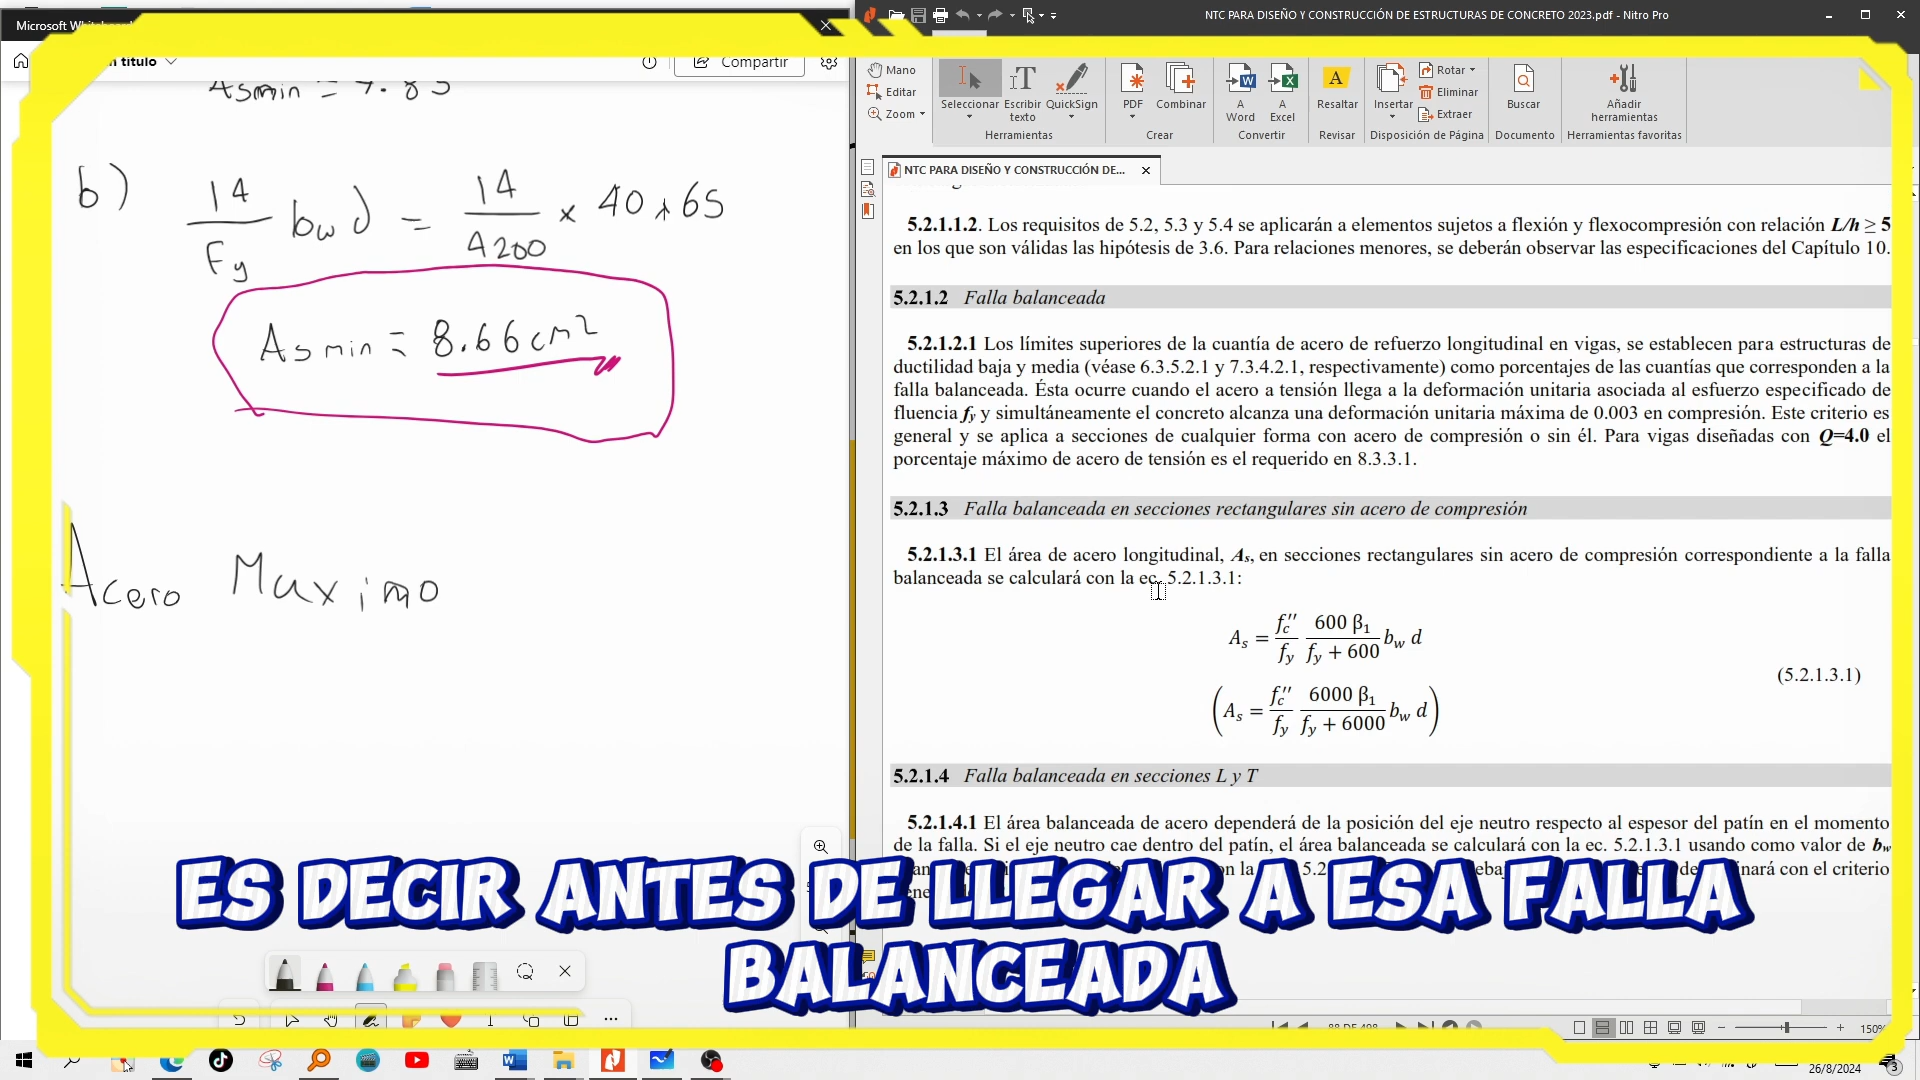 Microsoft Whiteboard
NTC PARA DISEÑO Y CONSTRUCCIÓN DE ESTRUCTURAS DE CONCRETO 2023.pdf - Nitro Pro
n título
Compartir
Mano
Editar
Zoom
Seleccionar
Escribir texto
QuickSign
Herramientas
PDF
Combinar
Crear
A Word
A Excel
Convertir
Resaltar
Revisar
Insertar
Rotar
Eliminar
Extraer
Disposición de Página
Buscar
Documento
Añadir herramientas
Herramientas favoritas
NTC PARA DISEÑO Y CONSTRUCCIÓN DE...
Asmin = 7.85
b) 14/Fy bw d = 14/4200 x 40 x 65
Asmin = 8.66 cm²
Acero Maximo
5.2.1.1.2. Los requisitos de 5.2, 5.3 y 5.4 se aplicarán a elementos sujetos a flexión y flexocompresión con relación L/h ≥ 5
en los que son válidas las hipótesis de 3.6. Para relaciones menores, se deberán observar las especificaciones del Capítulo 10.
5.2.1.2 Falla balanceada
5.2.1.2.1 Los límites superiores de la cuantía de acero de refuerzo longitudinal en vigas, se establecen para estructuras de
ductilidad baja y media (véase 6.3.5.2.1 y 7.3.4.2.1, respectivamente) como porcentajes de las cuantías que corresponden a la
falla balanceada. Ésta ocurre cuando el acero a tensión llega a la deformación unitaria asociada al esfuerzo especificado de
fluencia fy y simultáneamente el concreto alcanza una deformación unitaria máxima de 0.003 en compresión. Este criterio es
general y se aplica a secciones de cualquier forma con acero de compresión o sin él. Para vigas diseñadas con Q=4.0 el
porcentaje máximo de acero de tensión es el requerido en 8.3.3.1.
5.2.1.3 Falla balanceada en secciones rectangulares sin acero de compresión
5.2.1.3.1 El área de acero longitudinal, As, en secciones rectangulares sin acero de compresión correspondiente a la falla
balanceada se calculará con la ec. 5.2.1.3.1:
As = fc''/fy 600 β1/fy + 600 bw d
(5.2.1.3.1)
(As = fc''/fy 6000 β1/fy + 6000 bw d)
5.2.1.4 Falla balanceada en secciones L y T
5.2.1.4.1 El área balanceada de acero dependerá de la posición del eje neutro respecto al espesor del patín en el momento
de la falla. Si el eje neutro cae dentro del patín, el área balanceada se calculará con la ec. 5.2.1.3.1 usando como valor de bw
ES DECIR ANTES DE LLEGAR A ESA FALLA
BALANCEADA
150%
26/8/2024
3